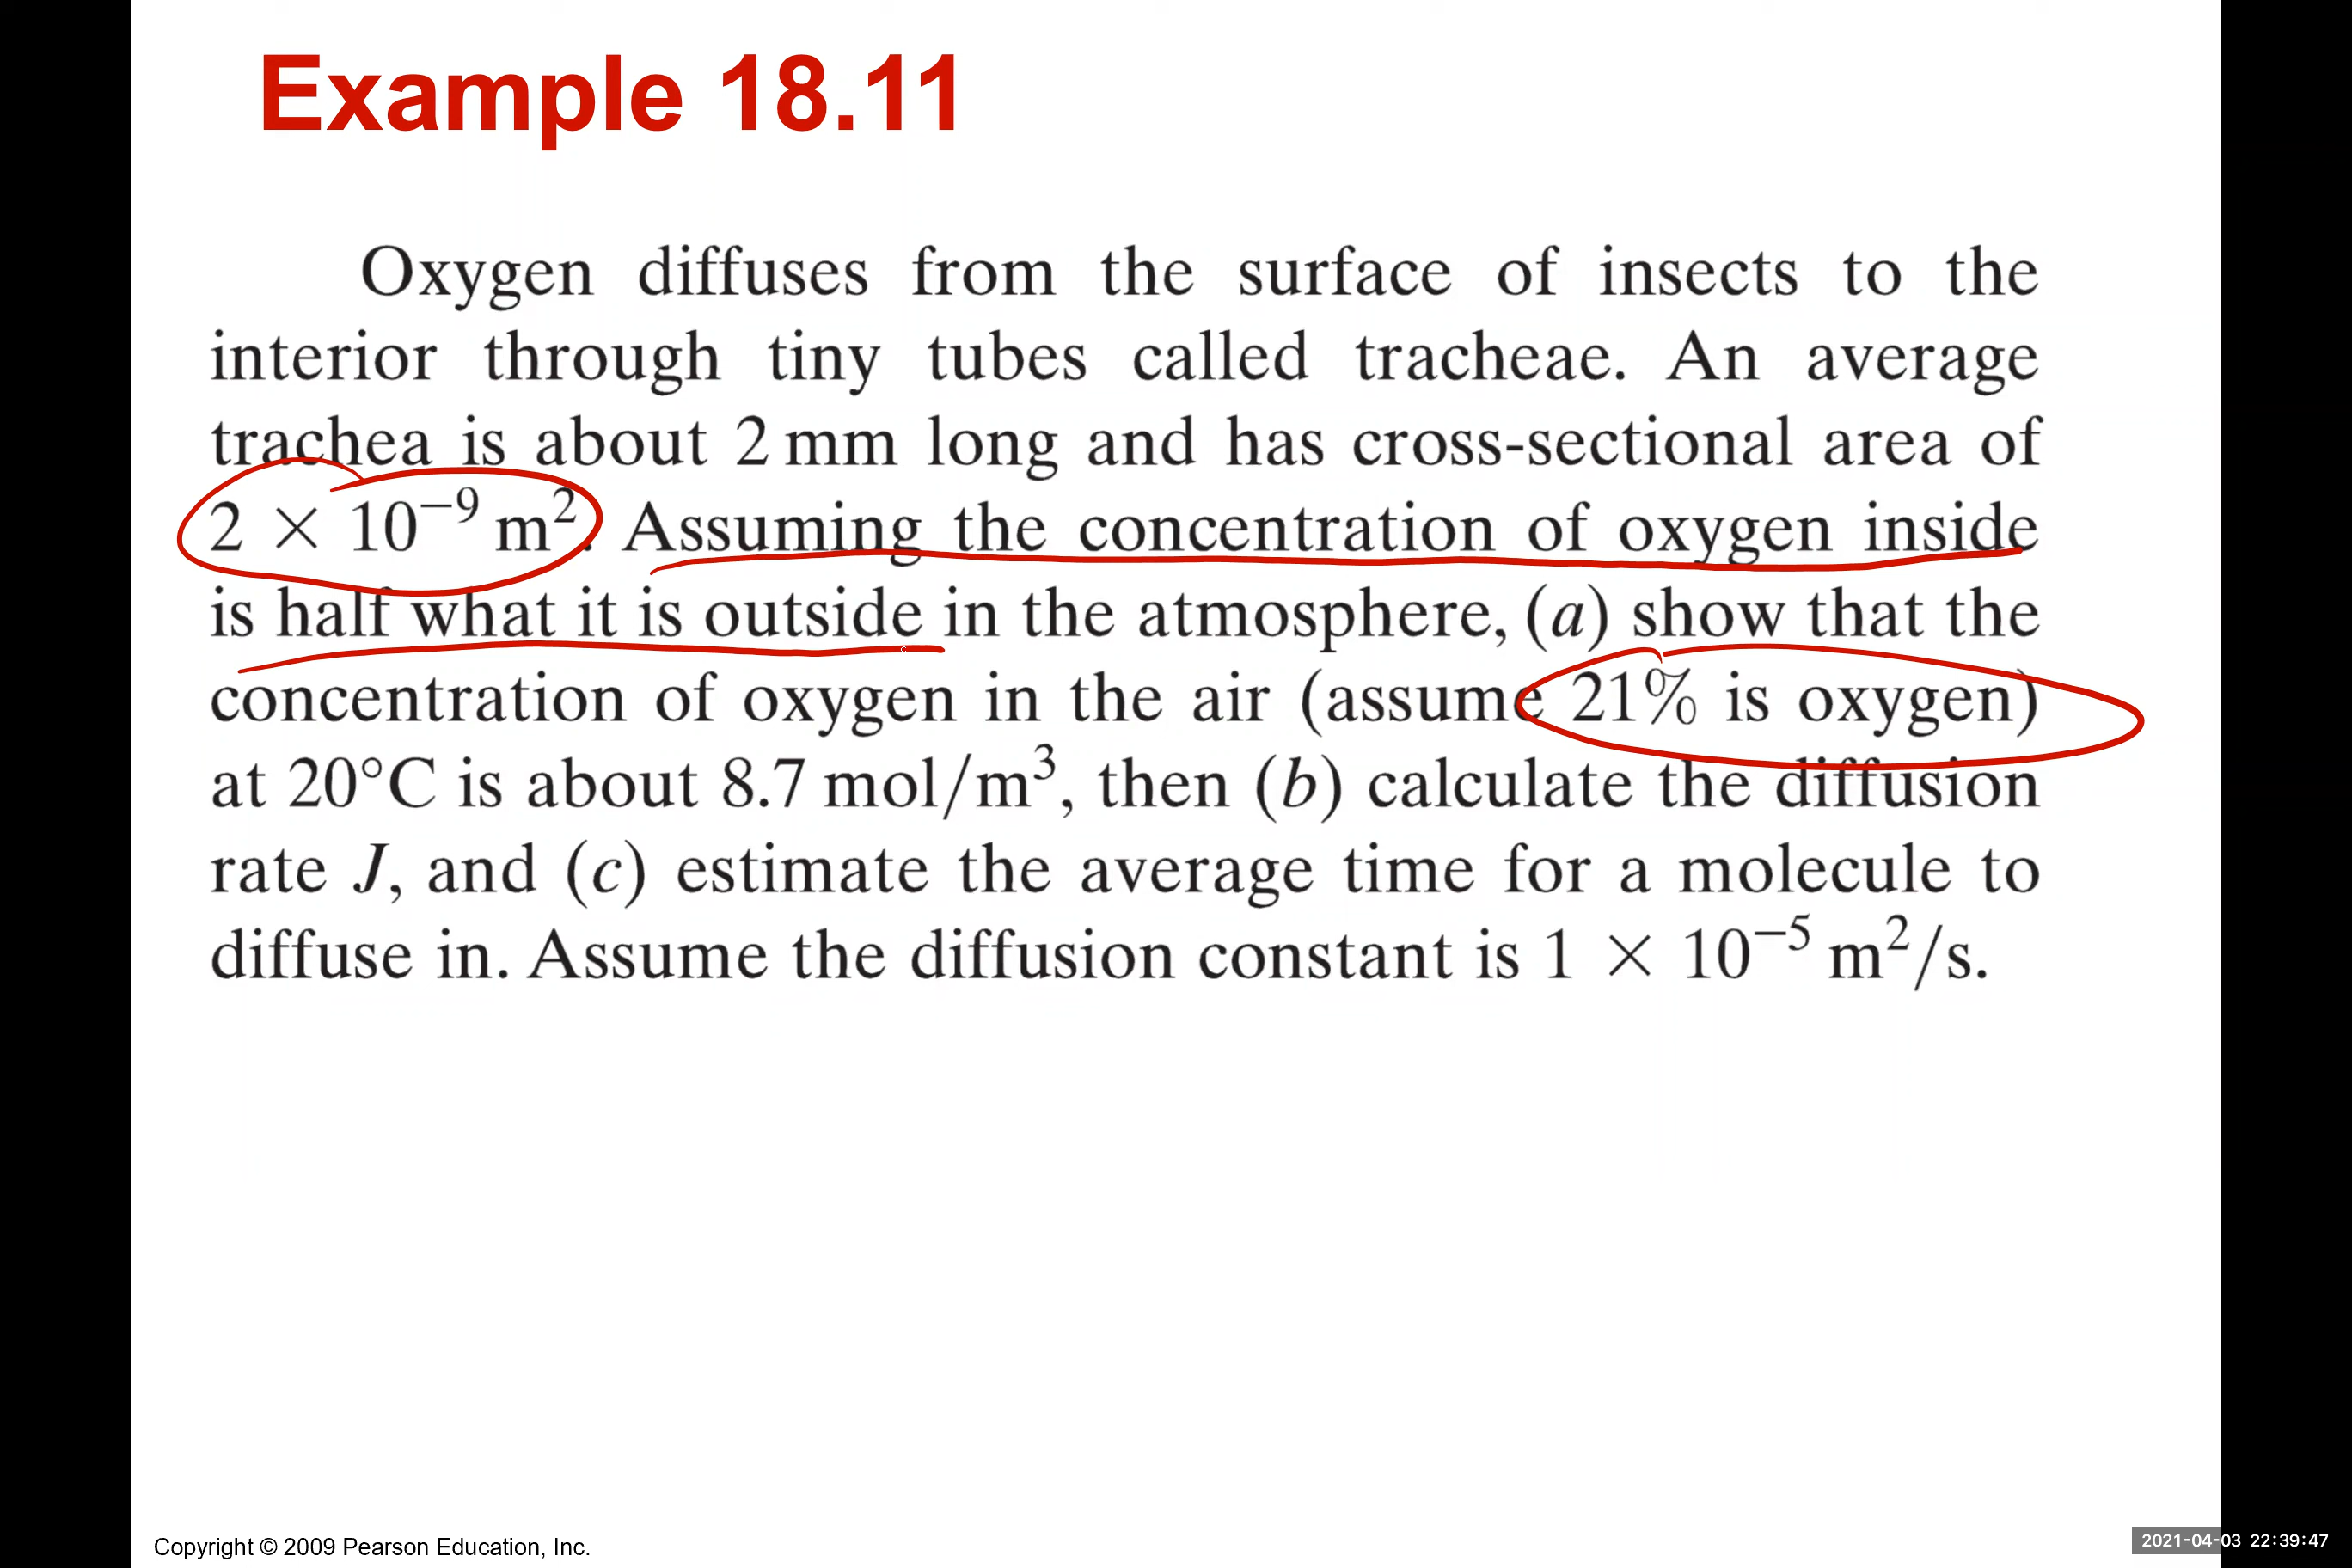 Example 18.11
Oxygen diffuses from the surface of insects to the
interior through tiny tubes called tracheae. An average
trachea is about 2 mm long and has cross-sectional area of
2 × 10⁻⁹ m². Assuming the concentration of oxygen inside
is half what it is outside in the atmosphere, (a) show that the
concentration of oxygen in the air (assume 21% is oxygen)
at 20°C is about 8.7 mol/m³, then (b) calculate the diffusion
rate J, and (c) estimate the average time for a molecule to
diffuse in. Assume the diffusion constant is 1 × 10⁻⁵ m²/s.
Copyright © 2009 Pearson Education, Inc.
2021-04-03 22:39:47